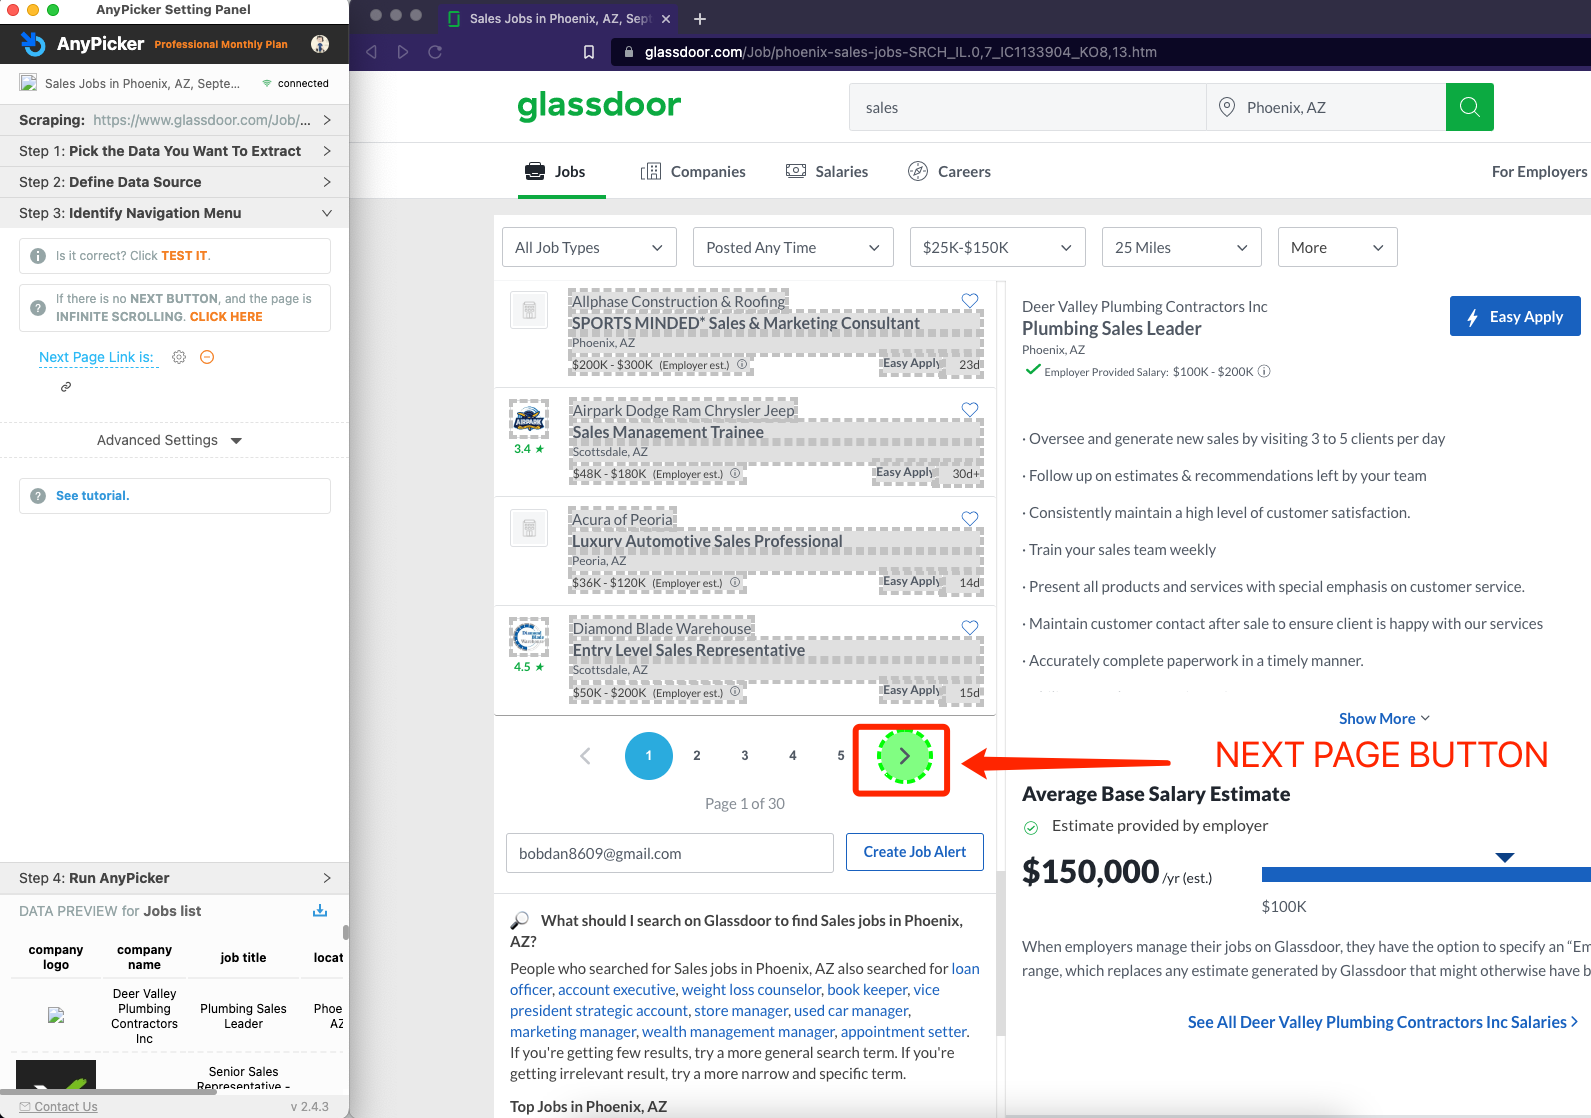 AnyPicker Setting Panel
AnyPicker Professional Monthly Plan
Sales Jobs in Phoenix, AZ, Septe... connected
Scraping: https://www.glassdoor.com/Job/...
Step 1: Pick the Data You Want To Extract
Step 2: Define Data Source
Step 3: Identify Navigation Menu
Is it correct? Click TEST IT.
If there is no NEXT BUTTON, and the page is
INFINITE SCROLLING. CLICK HERE
Next Page Link is:
Advanced Settings
See tutorial.
Step 4: Run AnyPicker
DATA PREVIEW for Jobs list
company logo company name job title locat
Deer Valley Plumbing Contractors Inc Plumbing Sales Leader Phoe AZ
Senior Sales
Representative -
Contact Us v 2.4.3
Sales Jobs in Phoenix, AZ, Sept
glassdoor.com/Job/phoenix-sales-jobs-SRCH_IL.0,7_IC1133904_KO8,13.htm
glassdoor sales Phoenix, AZ
Jobs Companies Salaries Careers For Employers
All Job Types Posted Any Time $25K-$150K 25 Miles More
Allphase Construction & Roofing
SPORTS MINDED* Sales & Marketing Consultant
Phoenix, AZ
$200K - $300K (Employer est.) Easy Apply 23d
Airpark Dodge Ram Chrysler Jeep
AIRPARK
Sales Management Trainee
3.4 ★ Scottsdale, AZ
$48K - $180K (Employer est.) Easy Apply 30d+
Acura of Peoria
Luxury Automotive Sales Professional
Peoria, AZ
$36K - $120K (Employer est.) Easy Apply 14d
Diamond Blade Warehouse
Diamond Blade Warehouse
Entry Level Sales Representative
4.5 ★ Scottsdale, AZ
$50K - $200K (Employer est.) Easy Apply 15d
1 2 3 4 5
Page 1 of 30
bobdan8609@gmail.com Create Job Alert
What should I search on Glassdoor to find Sales jobs in Phoenix,
AZ?
People who searched for Sales jobs in Phoenix, AZ also searched for loan
officer, account executive, weight loss counselor, book keeper, vice
president strategic account, store manager, used car manager,
marketing manager, wealth management manager, appointment setter.
If you're getting few results, try a more general search term. If you're
getting irrelevant result, try a more narrow and specific term.
Top Jobs in Phoenix, AZ
Deer Valley Plumbing Contractors Inc
Plumbing Sales Leader
Easy Apply
Phoenix, AZ
Employer Provided Salary: $100K - $200K
· Oversee and generate new sales by visiting 3 to 5 clients per day
· Follow up on estimates & recommendations left by your team
· Consistently maintain a high level of customer satisfaction.
· Train your sales team weekly
· Present all products and services with special emphasis on customer service.
· Maintain customer contact after sale to ensure client is happy with our services
· Accurately complete paperwork in a timely manner.
Show More
NEXT PAGE BUTTON
Average Base Salary Estimate
Estimate provided by employer
$150,000 /yr (est.)
$100K
When employers manage their jobs on Glassdoor, they have the option to specify an “Em
range, which replaces any estimate generated by Glassdoor that might otherwise have b
See All Deer Valley Plumbing Contractors Inc Salaries